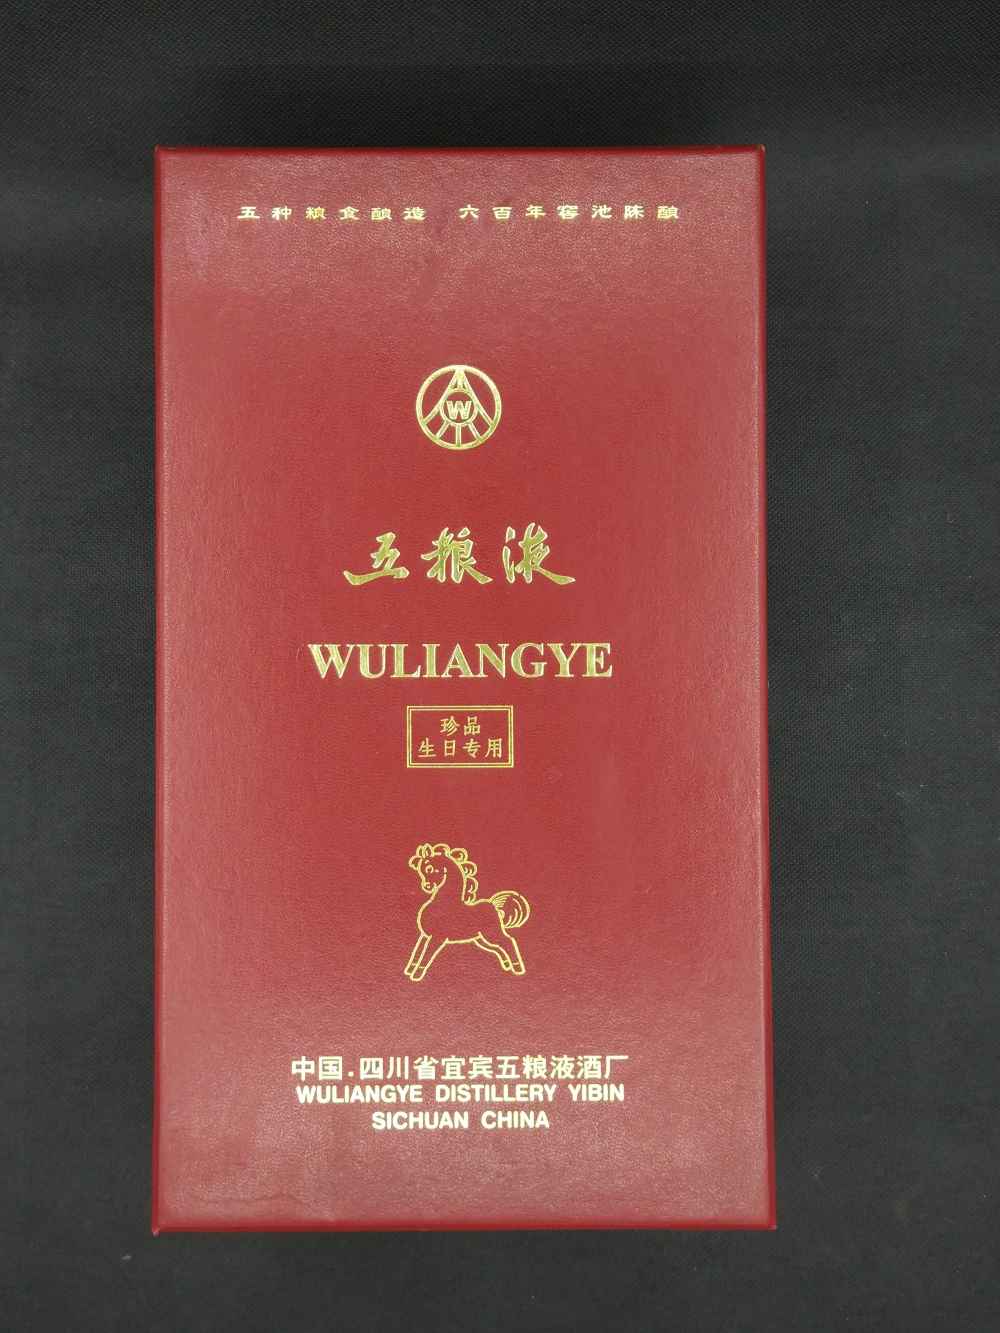 五种粮食酿造 六百年窖池陈酿
W
五粮液
WULIANGYE
珍品
生日专用
中国.四川省宜宾五粮液酒厂
WULIANGYE DISTILLERY YIBIN
SICHUAN CHINA